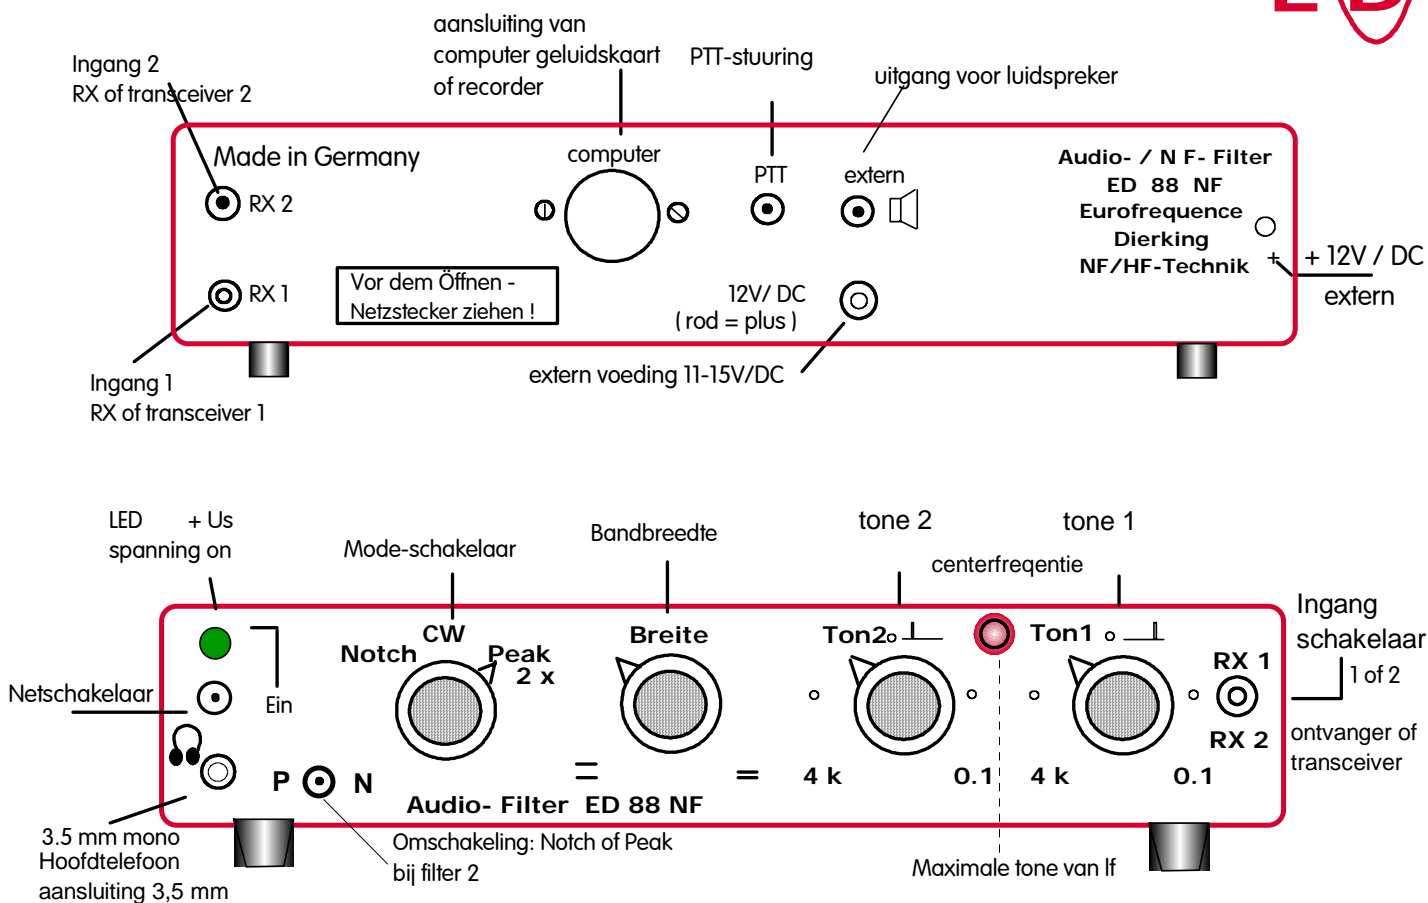 E D
aansluiting van
computer geluidskaart
of recorder
PTT-stuuring
uitgang voor luidspreker
Ingang 2
RX of transceiver 2
Made in Germany
computer
PTT
extern
Audio- / N F- Filter
ED 88 NF
Eurofrequence
Dierking
NF/HF-Technik
RX 2
RX 1
Vor dem Öffnen -
Netzstecker ziehen !
12V/ DC
( rod = plus )
+
+ 12V / DC
extern
Ingang 1
RX of transceiver 1
extern voeding 11-15V/DC
LED + Us
spanning on
Mode-schakelaar
Bandbreedte
tone 2
tone 1
centerfreqentie
Ingang
schakelaar
1 of 2
ontvanger of
transceiver
Netschakelaar
Ein
Notch
CW
Peak
2 x
Breite
Ton2
Ton1
RX 1
RX 2
P N
4 k
0.1
4 k
0.1
Audio- Filter ED 88 NF
3.5 mm mono
Hoofdtelefoon
aansluiting 3,5 mm
Omschakeling: Notch of Peak
bij filter 2
Maximale tone van lf